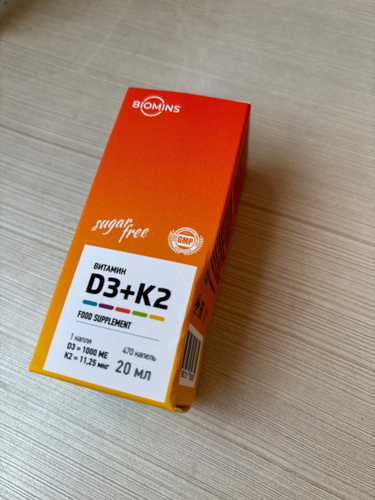 BIOMINS
sugar
free
GMP
ВИТАМИН
D3+K2
FOOD SUPPLEMENT
1 капля
D3 = 1000 МЕ
K2 = 11,25 мкг
470 капель
20 мл